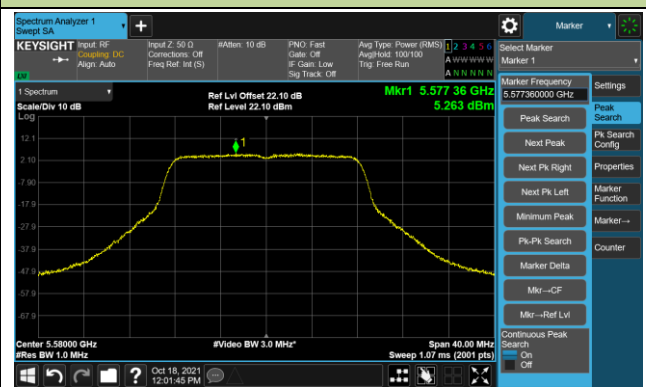 Spectrum Analyzer 1
Swept SA
Marker
KEYSIGHT
Input: RF
Coupling: DC
Align: Auto
Input Z: 50 Ω
Corrections: Off
Freq Ref: Int (S)
#Atten: 10 dB
PNO: Fast
Gate: Off
IF Gain: Low
Sig Track: Off
Avg Type: Power (RMS)
Avg|Hold: 100/100
Trig: Free Run
1 2 3 4 5 6
A W W W W W
A N N N N N
Select Marker
Marker 1
1 Spectrum
Scale/Div 10 dB
Log
Ref Lvl Offset 22.10 dB
Ref Level 22.10 dBm
Mkr1 5.577 36 GHz
5.263 dBm
12.1
2.10
-7.90
-17.9
-27.9
-37.9
-47.9
-57.9
-67.9
1
Center 5.58000 GHz
#Res BW 1.0 MHz
#Video BW 3.0 MHz*
Span 40.00 MHz
Sweep 1.07 ms (2001 pts)
Marker Frequency
5.577360000 GHz
Peak Search
Next Peak
Next Pk Right
Next Pk Left
Minimum Peak
Pk-Pk Search
Marker Delta
Mkr→CF
Mkr→Ref Lvl
Continuous Peak
Search
On
Off
Settings
Peak
Search
Pk Search
Config
Properties
Marker
Function
Marker→
Counter
?
Oct 18, 2021
12:01:45 PM